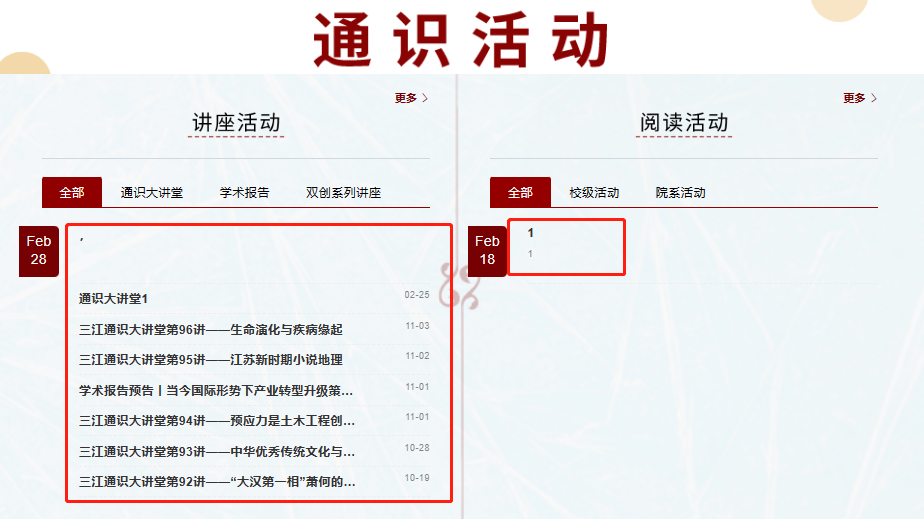 通识活动
更多 >
讲座活动
全部 通识大讲堂 学术报告 双创系列讲座
Feb
28
,
通识大讲堂1 02-25
三江通识大讲堂第96讲——生命演化与疾病缘起 11-03
三江通识大讲堂第95讲——江苏新时期小说地理 11-02
学术报告预告丨当今国际形势下产业转型升级策... 11-01
三江通识大讲堂第94讲——预应力是土木工程创... 11-01
三江通识大讲堂第93讲——中华优秀传统文化与... 10-28
三江通识大讲堂第92讲——“大汉第一相”萧何的... 10-19
更多 >
阅读活动
全部 校级活动 院系活动
Feb
18
1
1